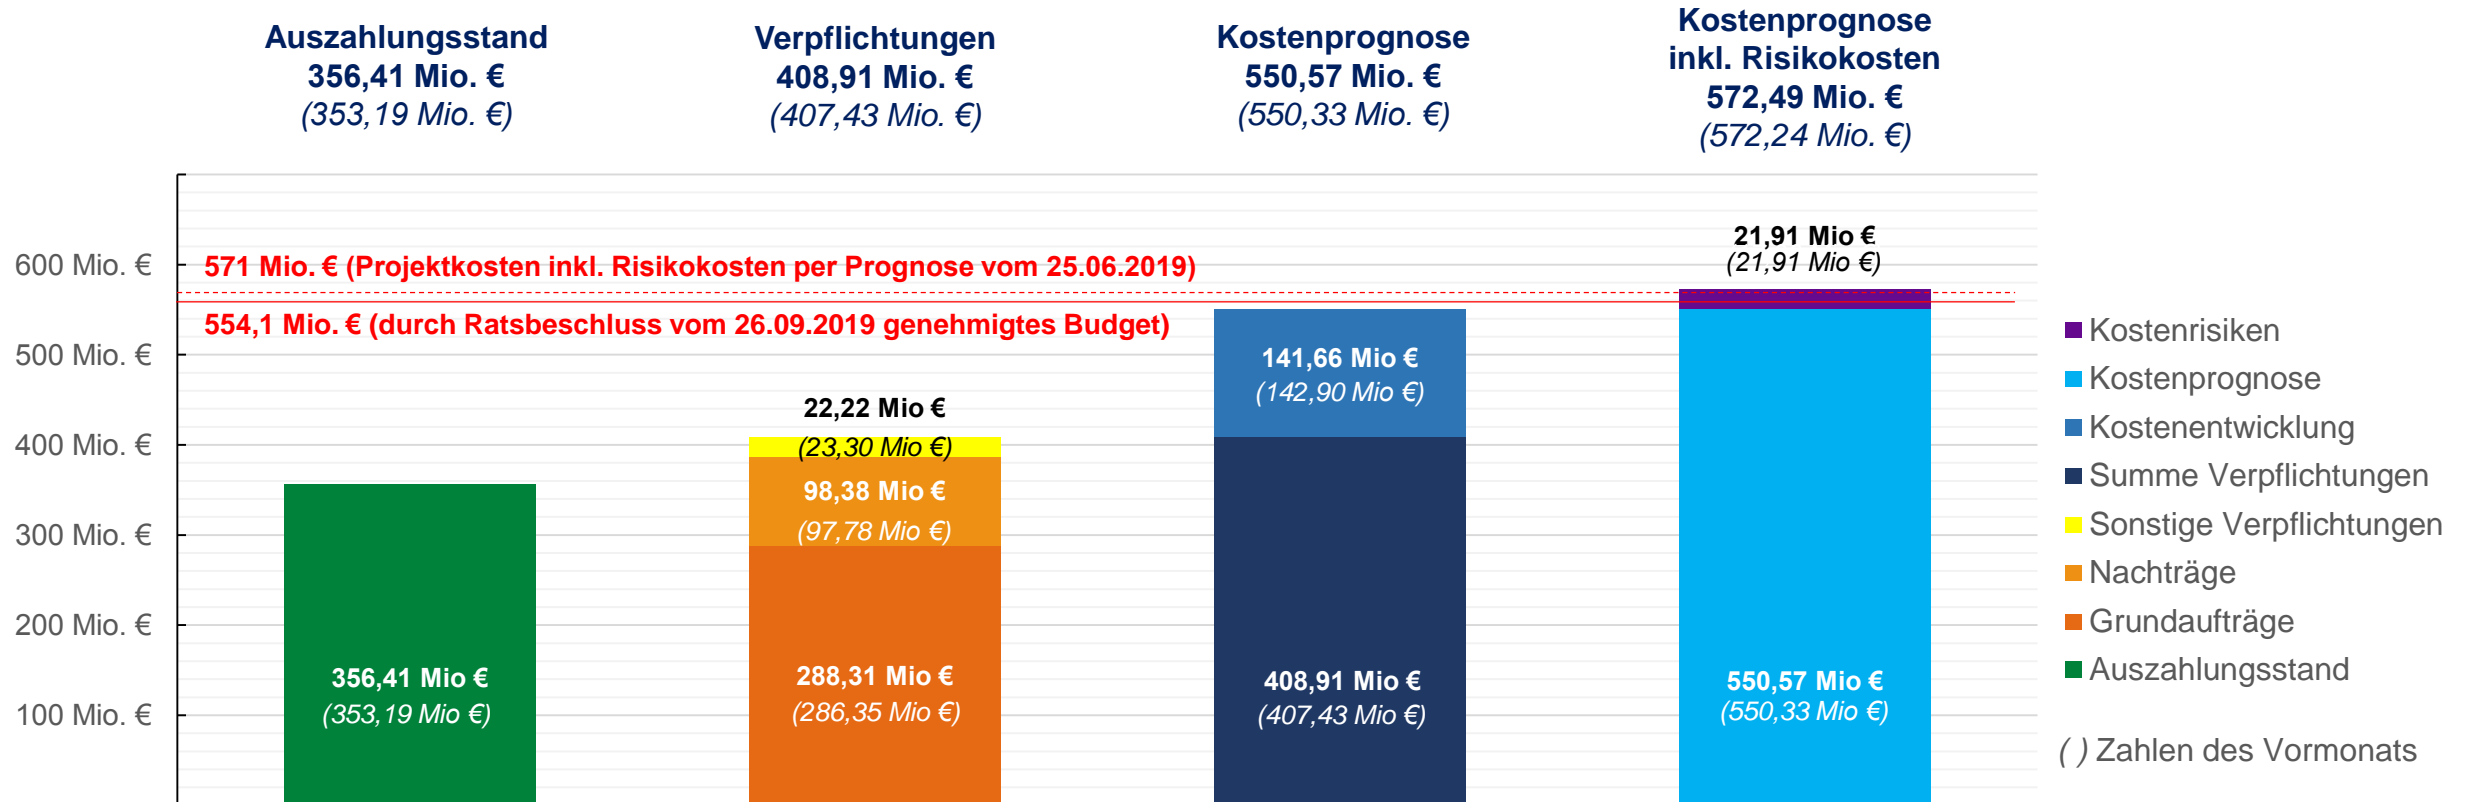 Auszahlungsstand
356,41 Mio. €
(353,19 Mio. €)
Verpflichtungen
408,91 Mio. €
(407,43 Mio. €)
Kostenprognose
550,57 Mio. €
(550,33 Mio. €)
Kostenprognose
inkl. Risikokosten
572,49 Mio. €
(572,24 Mio. €)
600 Mio. €
500 Mio. €
400 Mio. €
300 Mio. €
200 Mio. €
100 Mio. €
571 Mio. € (Projektkosten inkl. Risikokosten per Prognose vom 25.06.2019)
554,1 Mio. € (durch Ratsbeschluss vom 26.09.2019 genehmigtes Budget)
356,41 Mio €
(353,19 Mio €)
22,22 Mio €
(23,30 Mio €)
98,38 Mio €
(97,78 Mio €)
288,31 Mio €
(286,35 Mio €)
141,66 Mio €
(142,90 Mio €)
408,91 Mio €
(407,43 Mio €)
21,91 Mio €
(21,91 Mio €)
550,57 Mio €
(550,33 Mio €)
Kostenrisiken
Kostenprognose
Kostenentwicklung
Summe Verpflichtungen
Sonstige Verpflichtungen
Nachträge
Grundaufträge
Auszahlungsstand
( ) Zahlen des Vormonats